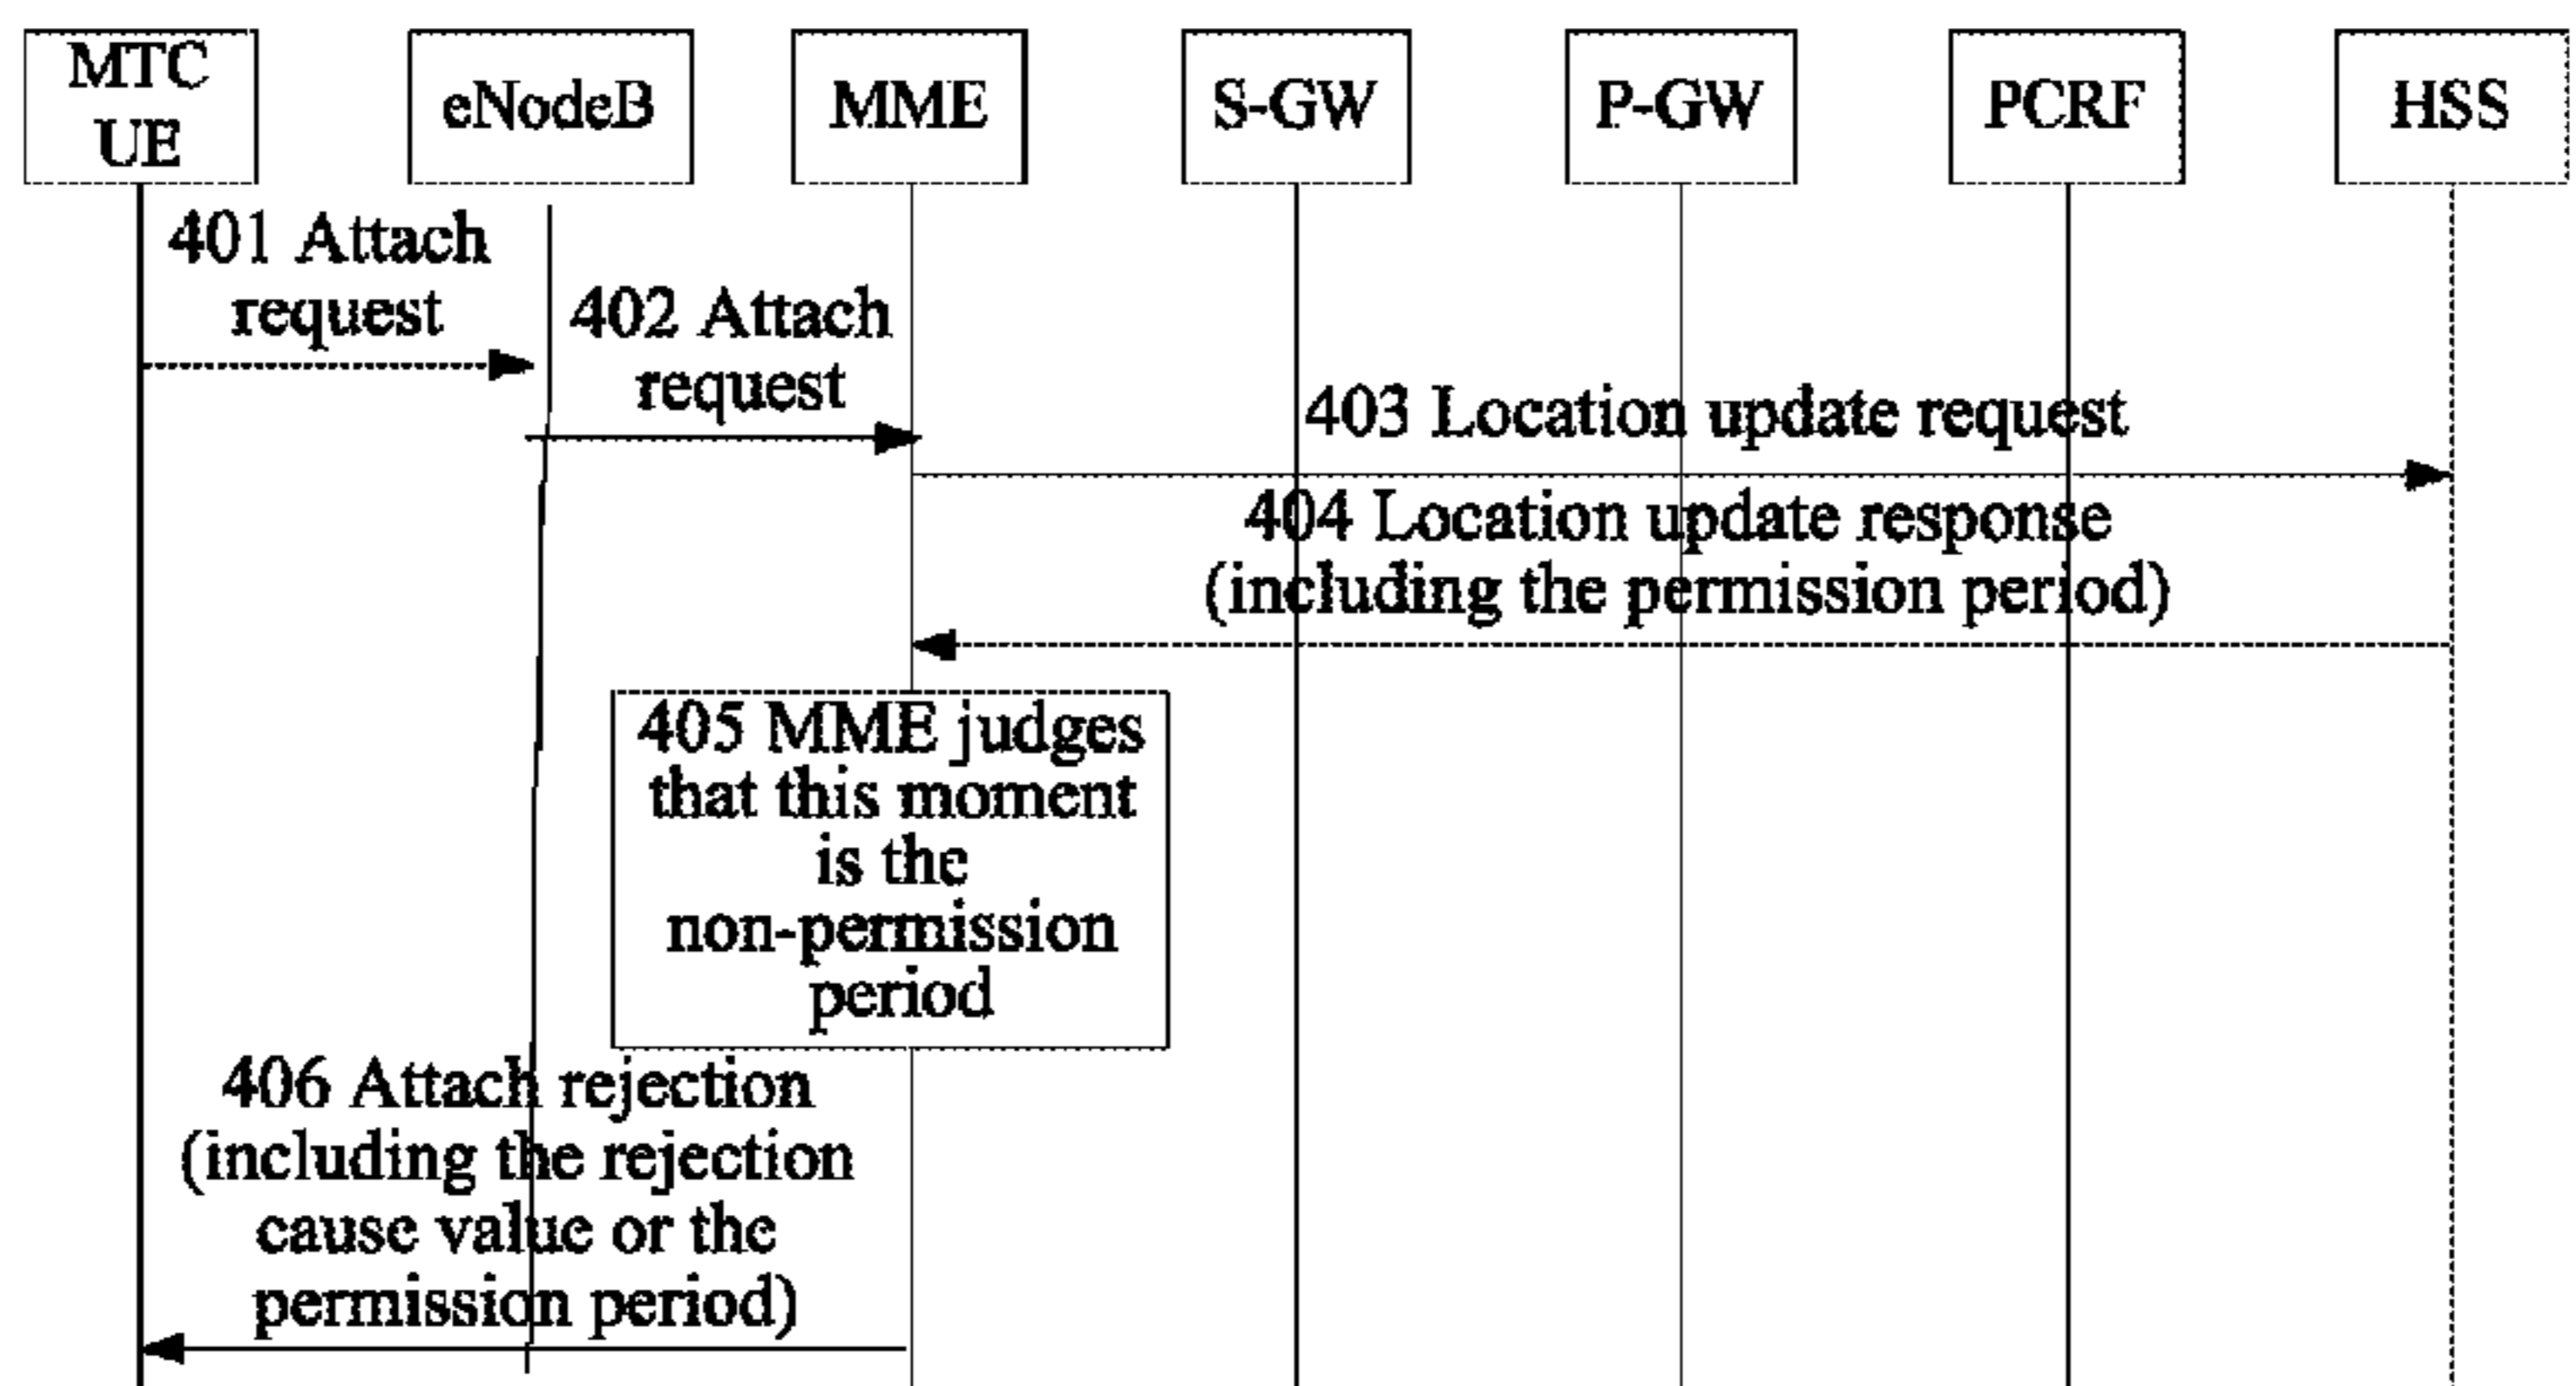 MTC
UE
eNodeB
MME
S-GW
P-GW
PCRF
HSS
401 Attach
request
402 Attach
request
403 Location update request
404 Location update response
(including the permission period)
405 MME judges
that this moment
is the
non-permission
period
406 Attach rejection
(including the rejection
cause value or the
permission period)